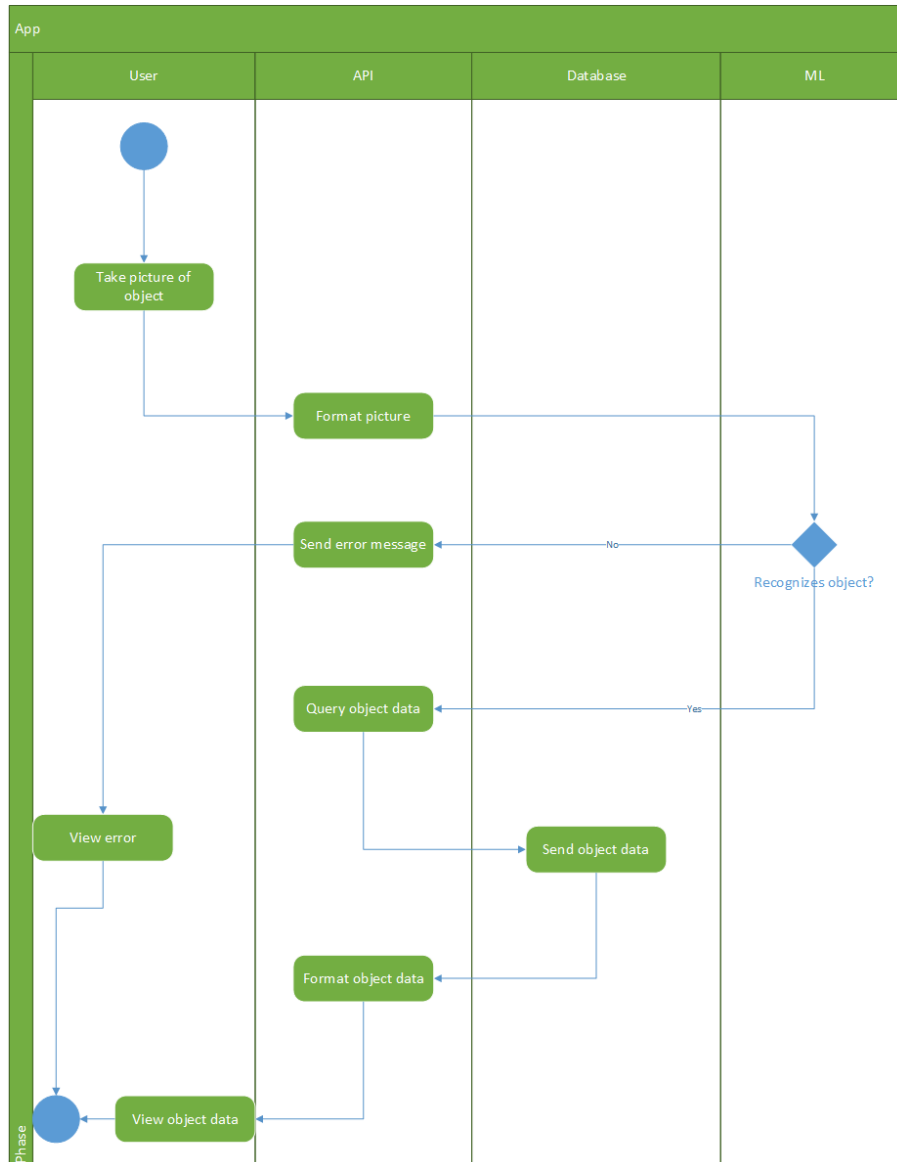 App
User
API
Database
ML
Take picture of
object
Format picture
Send error message
No
Recognizes object?
Query object data
Yes
View error
Send object data
Format object data
View object data
Phase